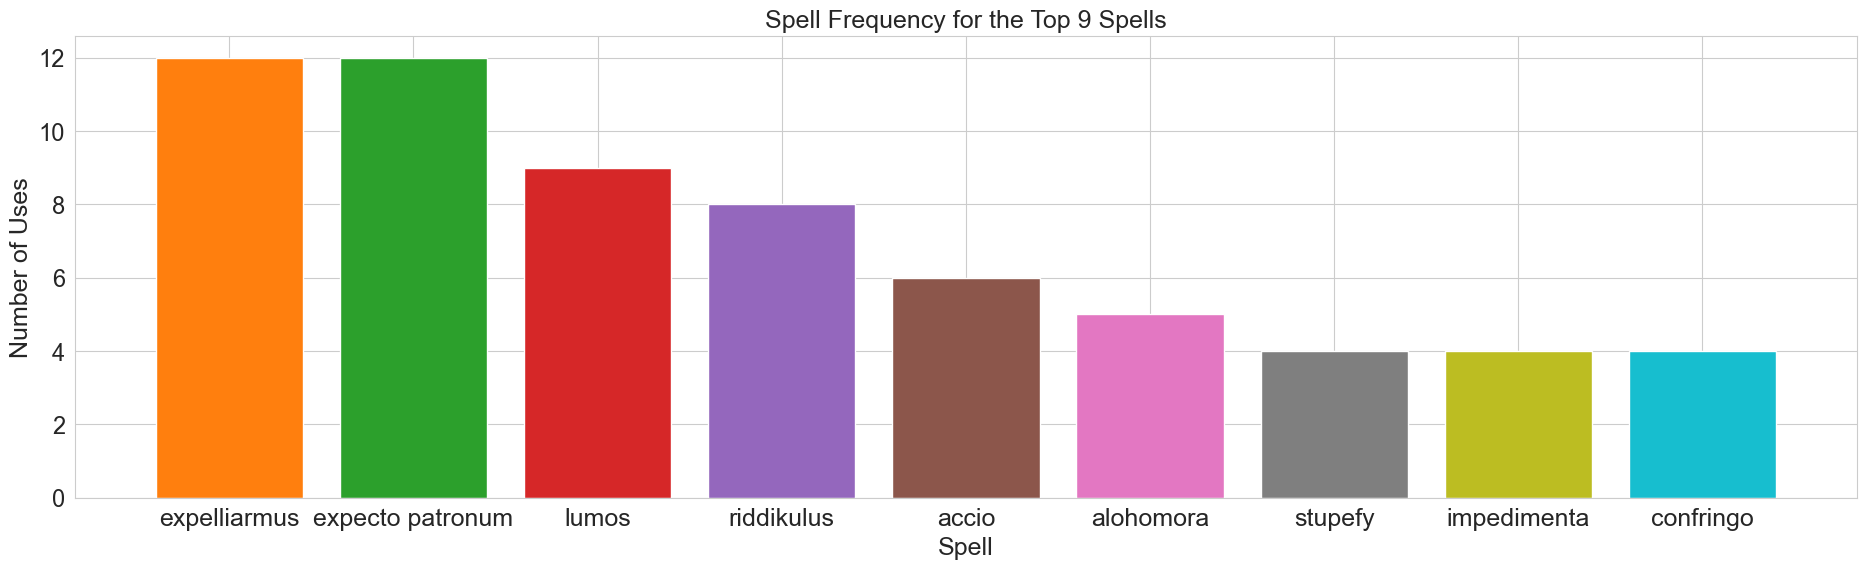 Spell Frequency for the Top 9 Spells
Number of Uses
12
10
8
6
4
2
0
expelliarmus expecto patronum lumos riddikulus accio alohomora stupefy impedimenta confringo
Spell